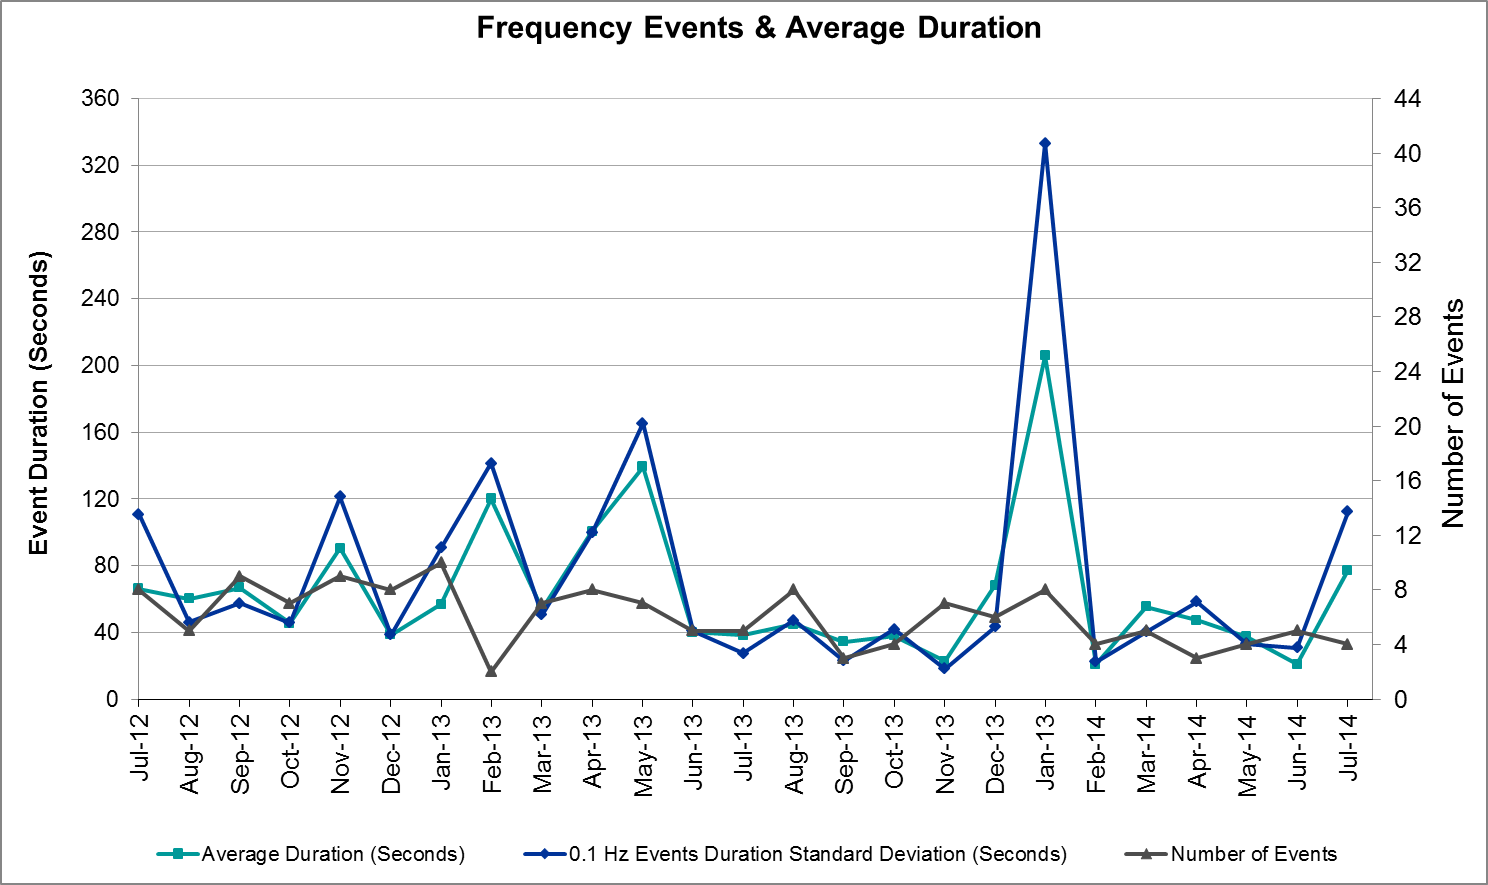 Frequency Events & Average Duration
360
320
280
240
200
160
120
80
40
0
Event Duration (Seconds)
44
40
36
32
28
24
20
16
12
8
4
0
Number of Events
Jul-12
Aug-12
Sep-12
Oct-12
Nov-12
Dec-12
Jan-13
Feb-13
Mar-13
Apr-13
May-13
Jun-13
Jul-13
Aug-13
Sep-13
Oct-13
Nov-13
Dec-13
Jan-13
Feb-14
Mar-14
Apr-14
May-14
Jun-14
Jul-14
Average Duration (Seconds) 0.1 Hz Events Duration Standard Deviation (Seconds) Number of Events